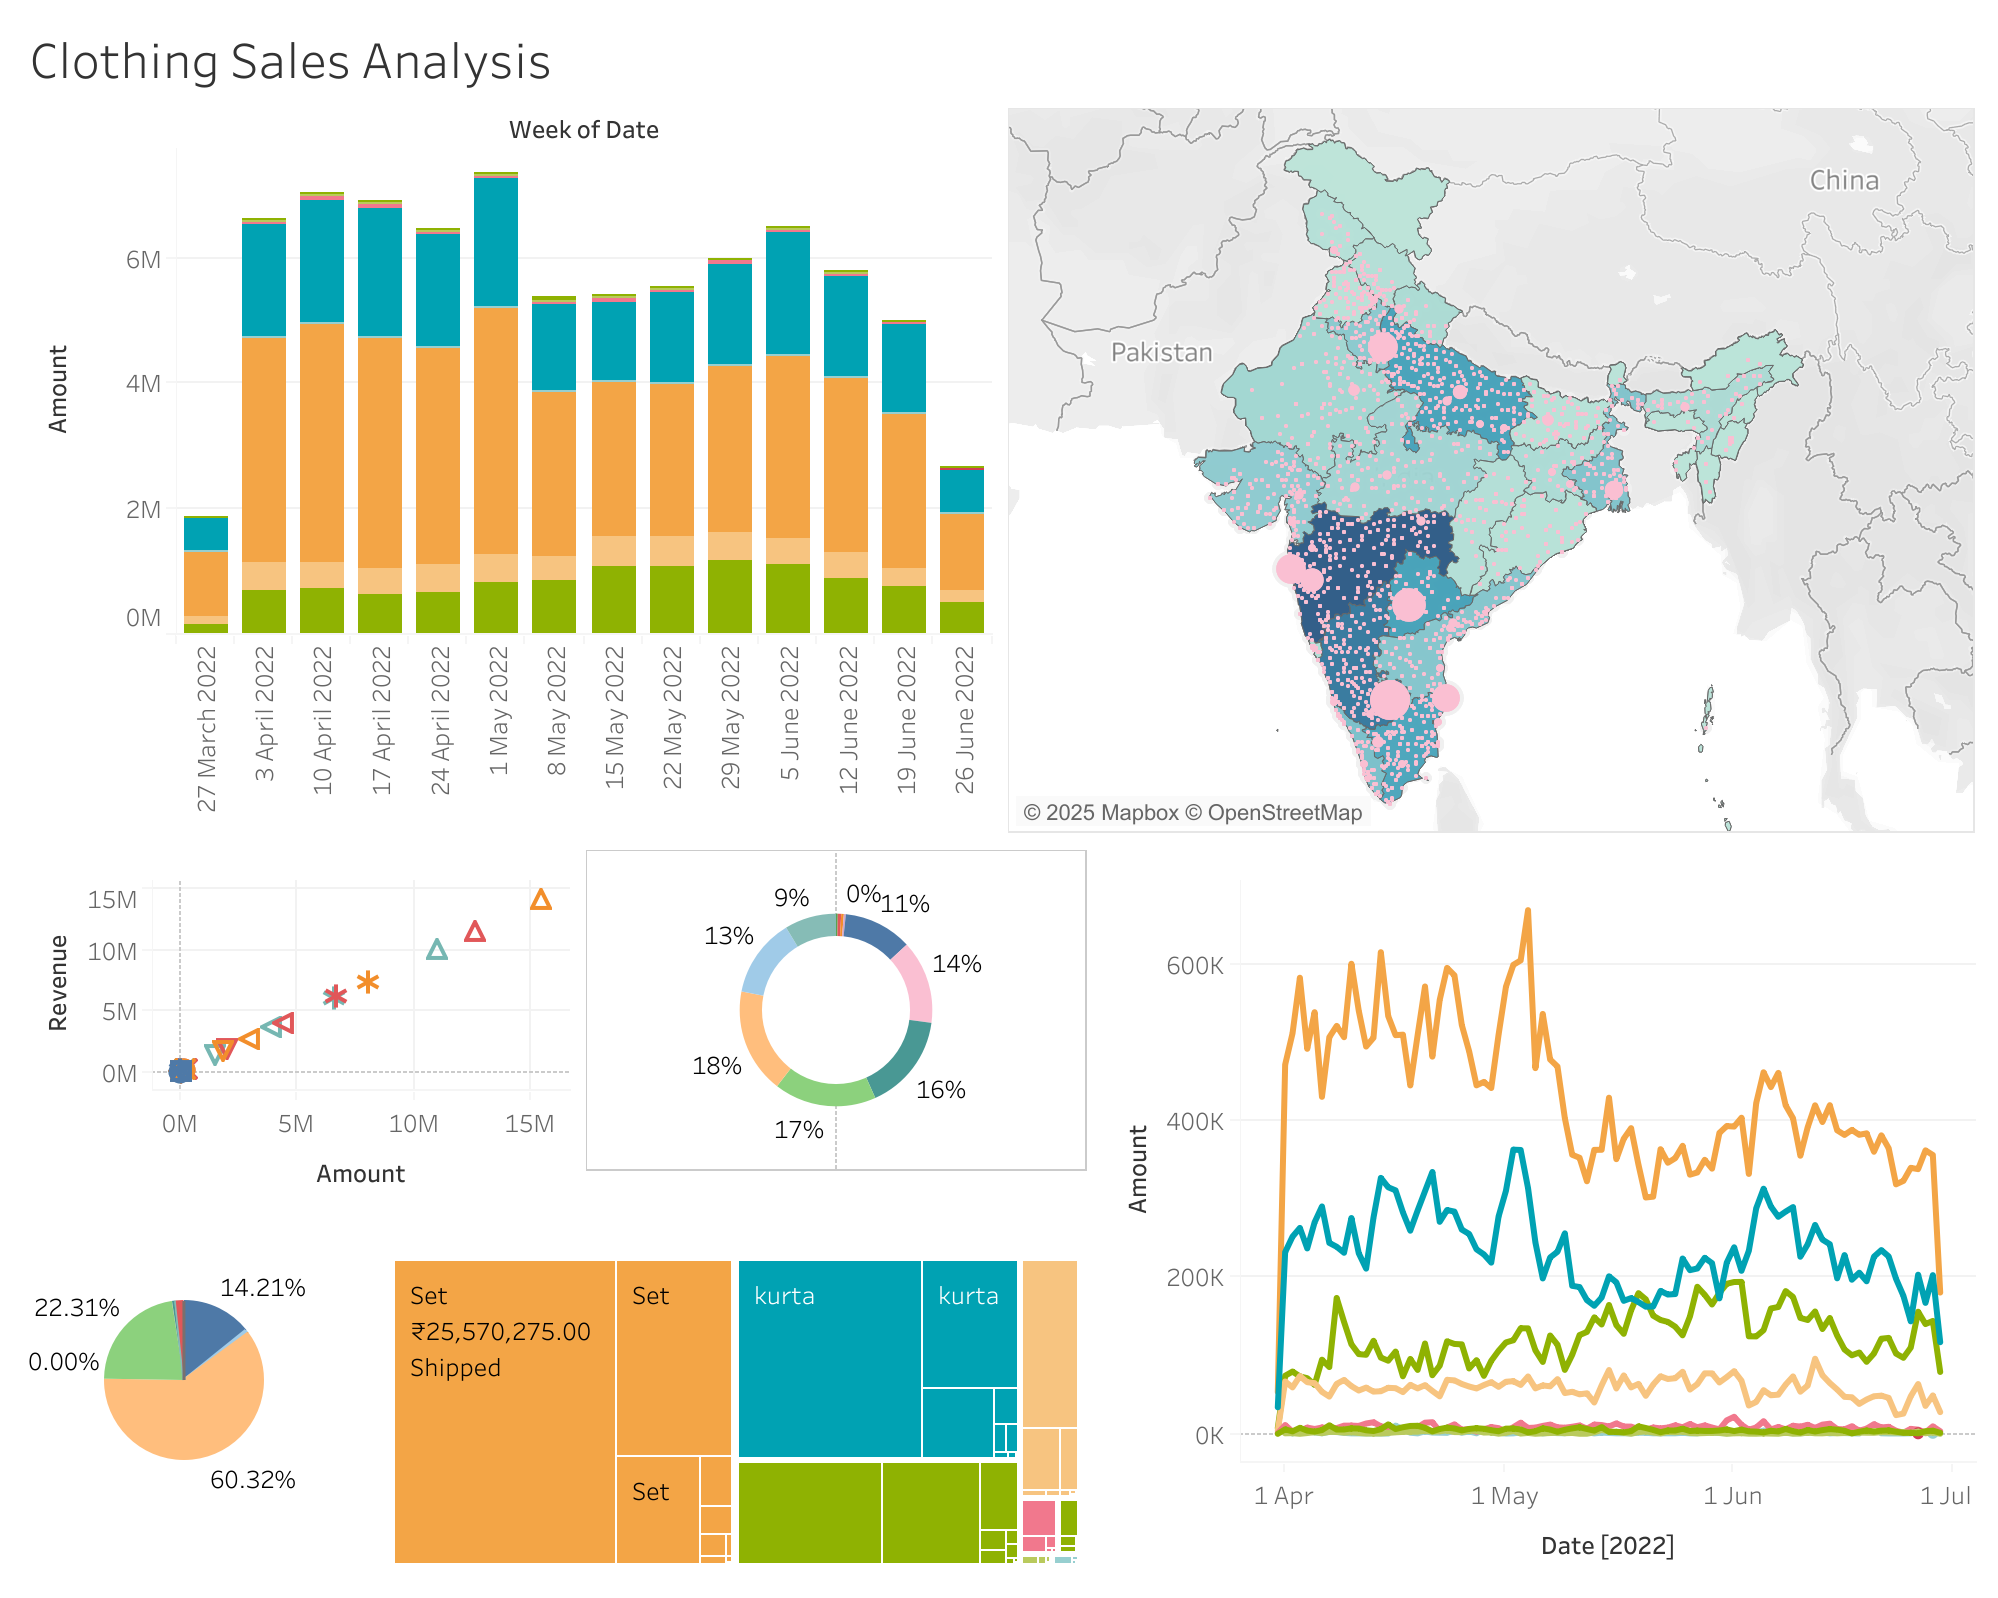 Clothing Sales Analysis
Week of Date
Amount
6M
4M
2M
0M
27 March 2022
3 April 2022
10 April 2022
17 April 2022
24 April 2022
1 May 2022
8 May 2022
15 May 2022
22 May 2022
29 May 2022
5 June 2022
12 June 2022
19 June 2022
26 June 2022
China
Pakistan
© 2025 Mapbox © OpenStreetMap
Revenue
15M
10M
5M
0M
0M
5M
10M
15M
Amount
9%
0%
11%
13%
14%
18%
16%
17%
Amount
600K
400K
200K
0K
1 Apr
1 May
1 Jun
1 Jul
Date [2022]
14.21%
22.31%
0.00%
60.32%
Set
₹25,570,275.00
Shipped
Set
Set
kurta
kurta